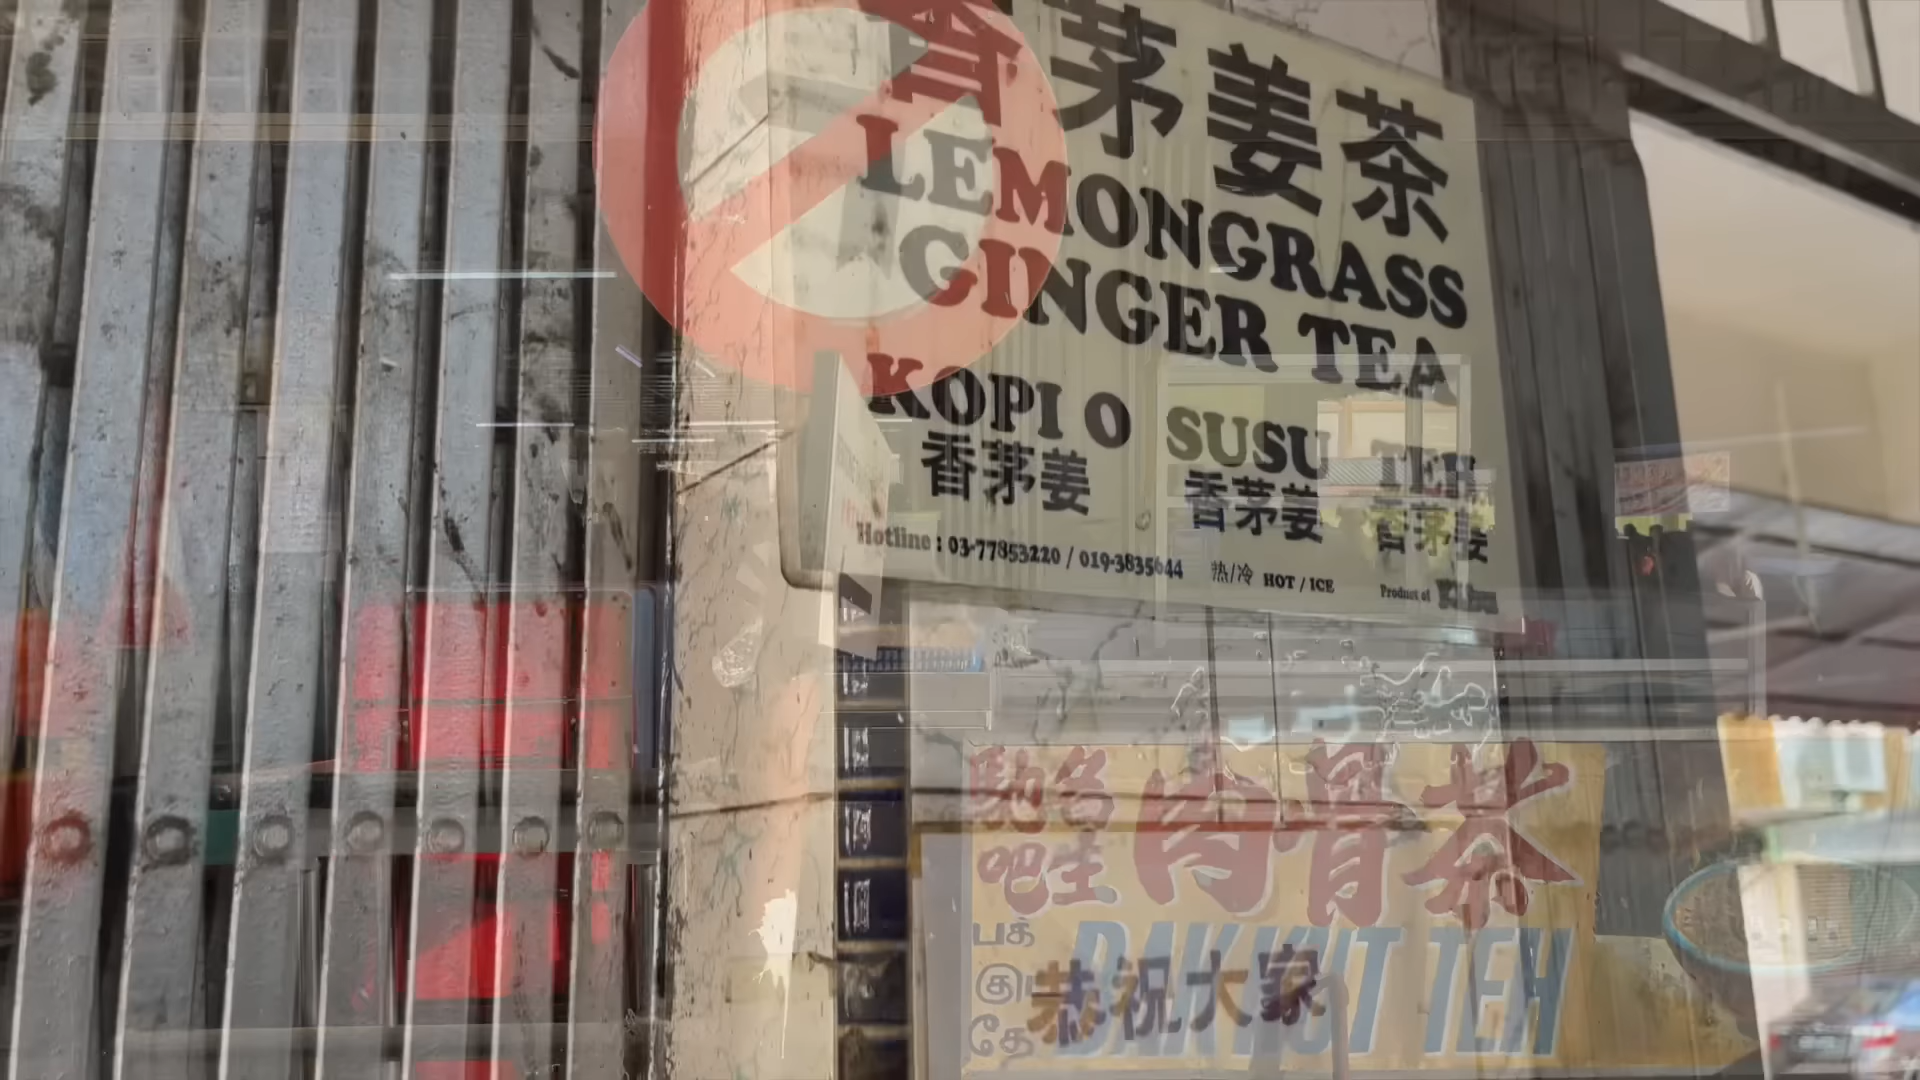 香茅姜茶
LEMONGRASS
GINGER TEA
KOPI O SUSU TEH
香茅姜 香茅姜 香茅姜
Hotline : 03-77853220 / 019-3835644 热/冷 HOT / ICE Product of
馳名 肉骨茶
吧生
பக்
BAK KUT TEH
恭祝大家
தே